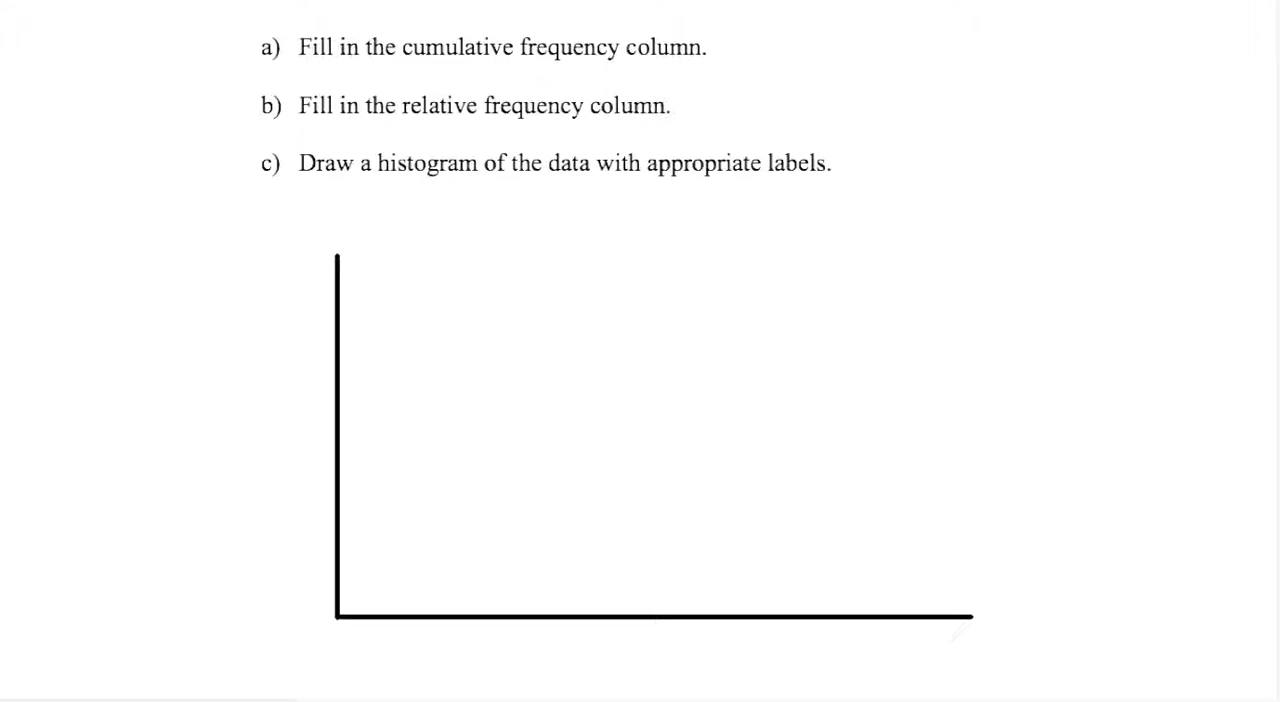 a) Fill in the cumulative frequency column.
b) Fill in the relative frequency column.
c) Draw a histogram of the data with appropriate labels.